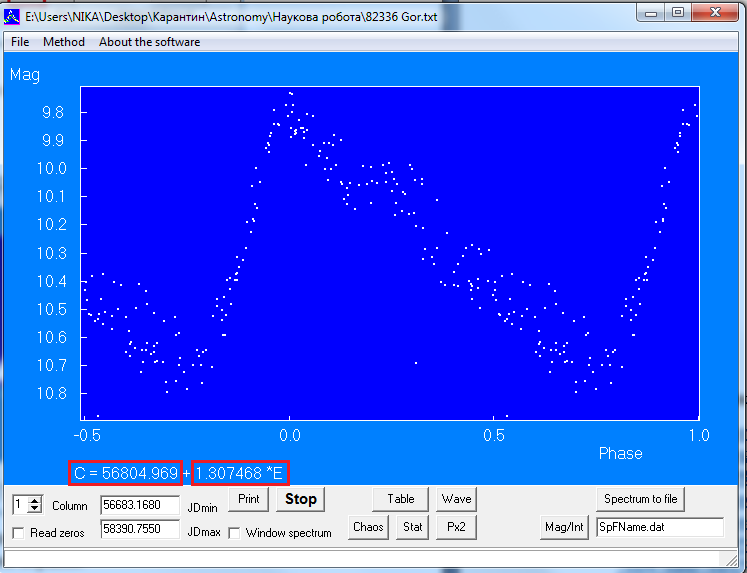 E:\Users\NIKA\Desktop\Карантин\Astronomy\Наукова робота\82336 Gor.txt
File Method About the software
Mag
9.8
9.9
10.0
10.1
10.2
10.3
10.4
10.5
10.6
10.7
10.8
-0.5 0.0 0.5 1.0
Phase
C = 56804.969 + 1.307468 *E
1 Column 56683.1680 JDmin Print Stop Table Wave Spectrum to file
Read zeros 58390.7550 JDmax Window spectrum Chaos Stat Px2 Mag/Int SpFName.dat